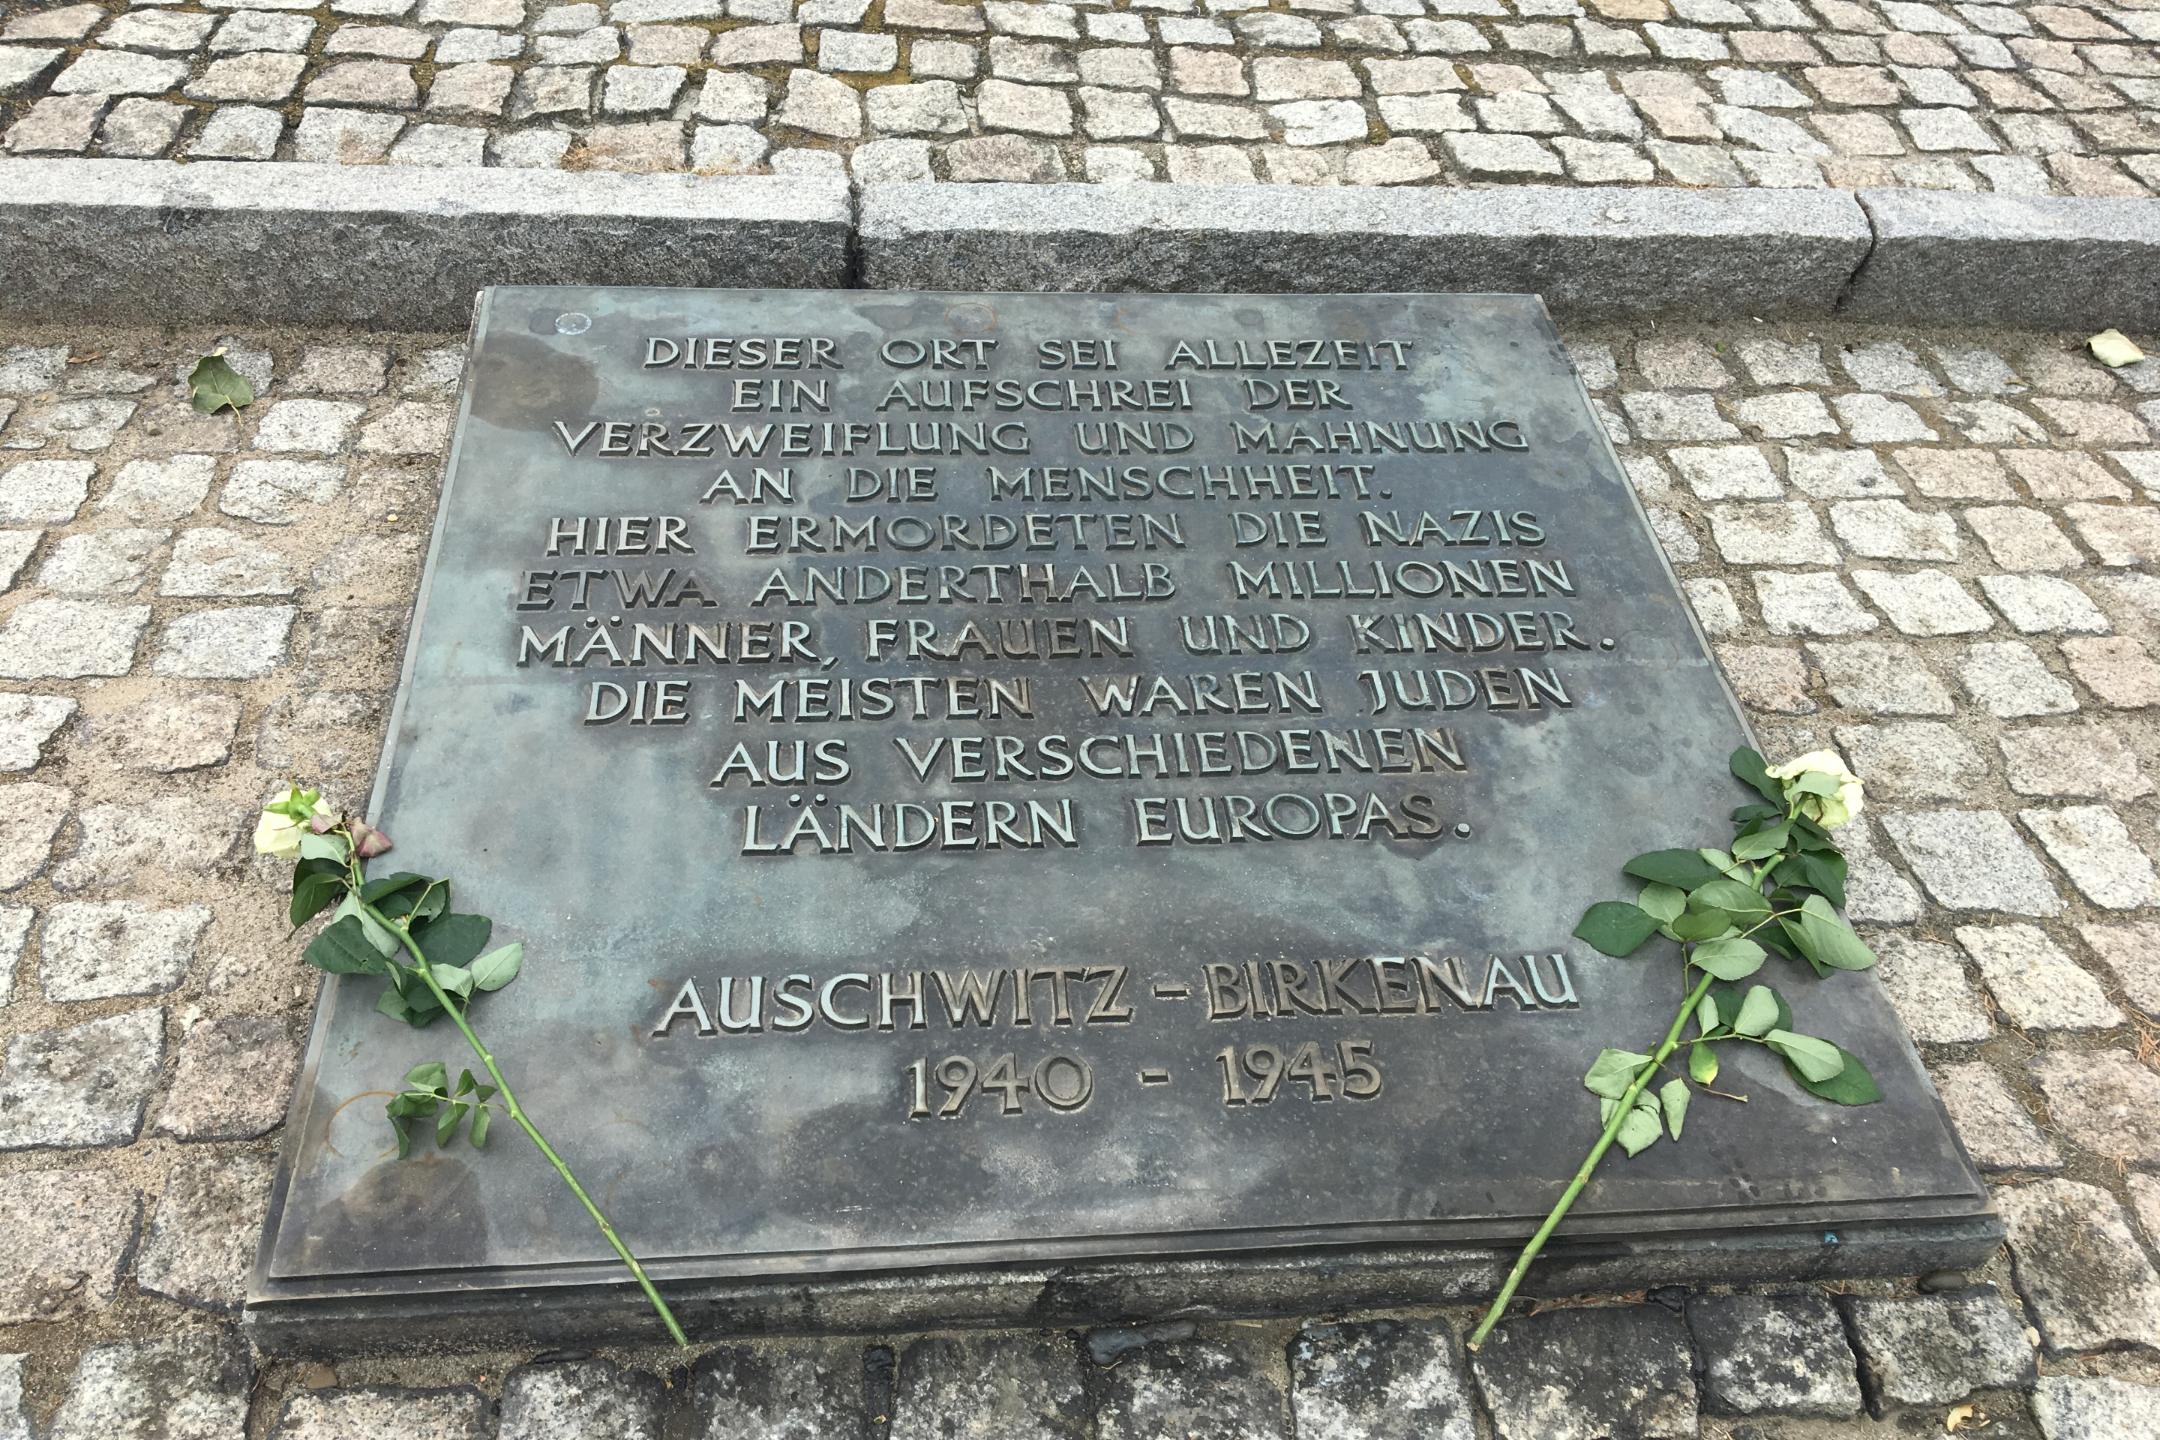 DIESER ORT SEI ALLEZEIT
EIN AUFSCHREI DER
VERZWEIFLUNG UND MAHNUNG
AN DIE MENSCHHEIT.
HIER ERMORDETEN DIE NAZIS
ETWA ANDERTHALB MILLIONEN
MÄNNER, FRAUEN UND KINDER.
DIE MEISTEN WAREN JUDEN
AUS VERSCHIEDENEN
LÄNDERN EUROPAS.
AUSCHWITZ - BIRKENAU
1940 - 1945